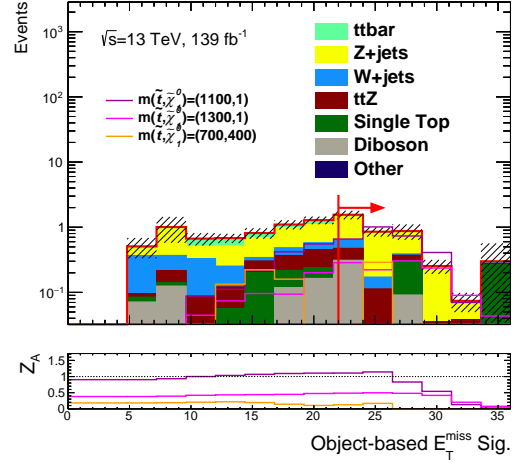 Events
10³
10²
10
1
10⁻¹
√s=13 TeV, 139 fb⁻¹
m(t̃,χ̃⁰)=(1100,1)
m(t̃,χ̃)=(1300,1)
m(t̃,χ̃₁)=(700,400)
ttbar
Z+jets
W+jets
ttZ
Single Top
Diboson
Other
Z_A
1.5
1
0.5
0
0 5 10 15 20 25 30 35
Object-based E_T^miss Sig.